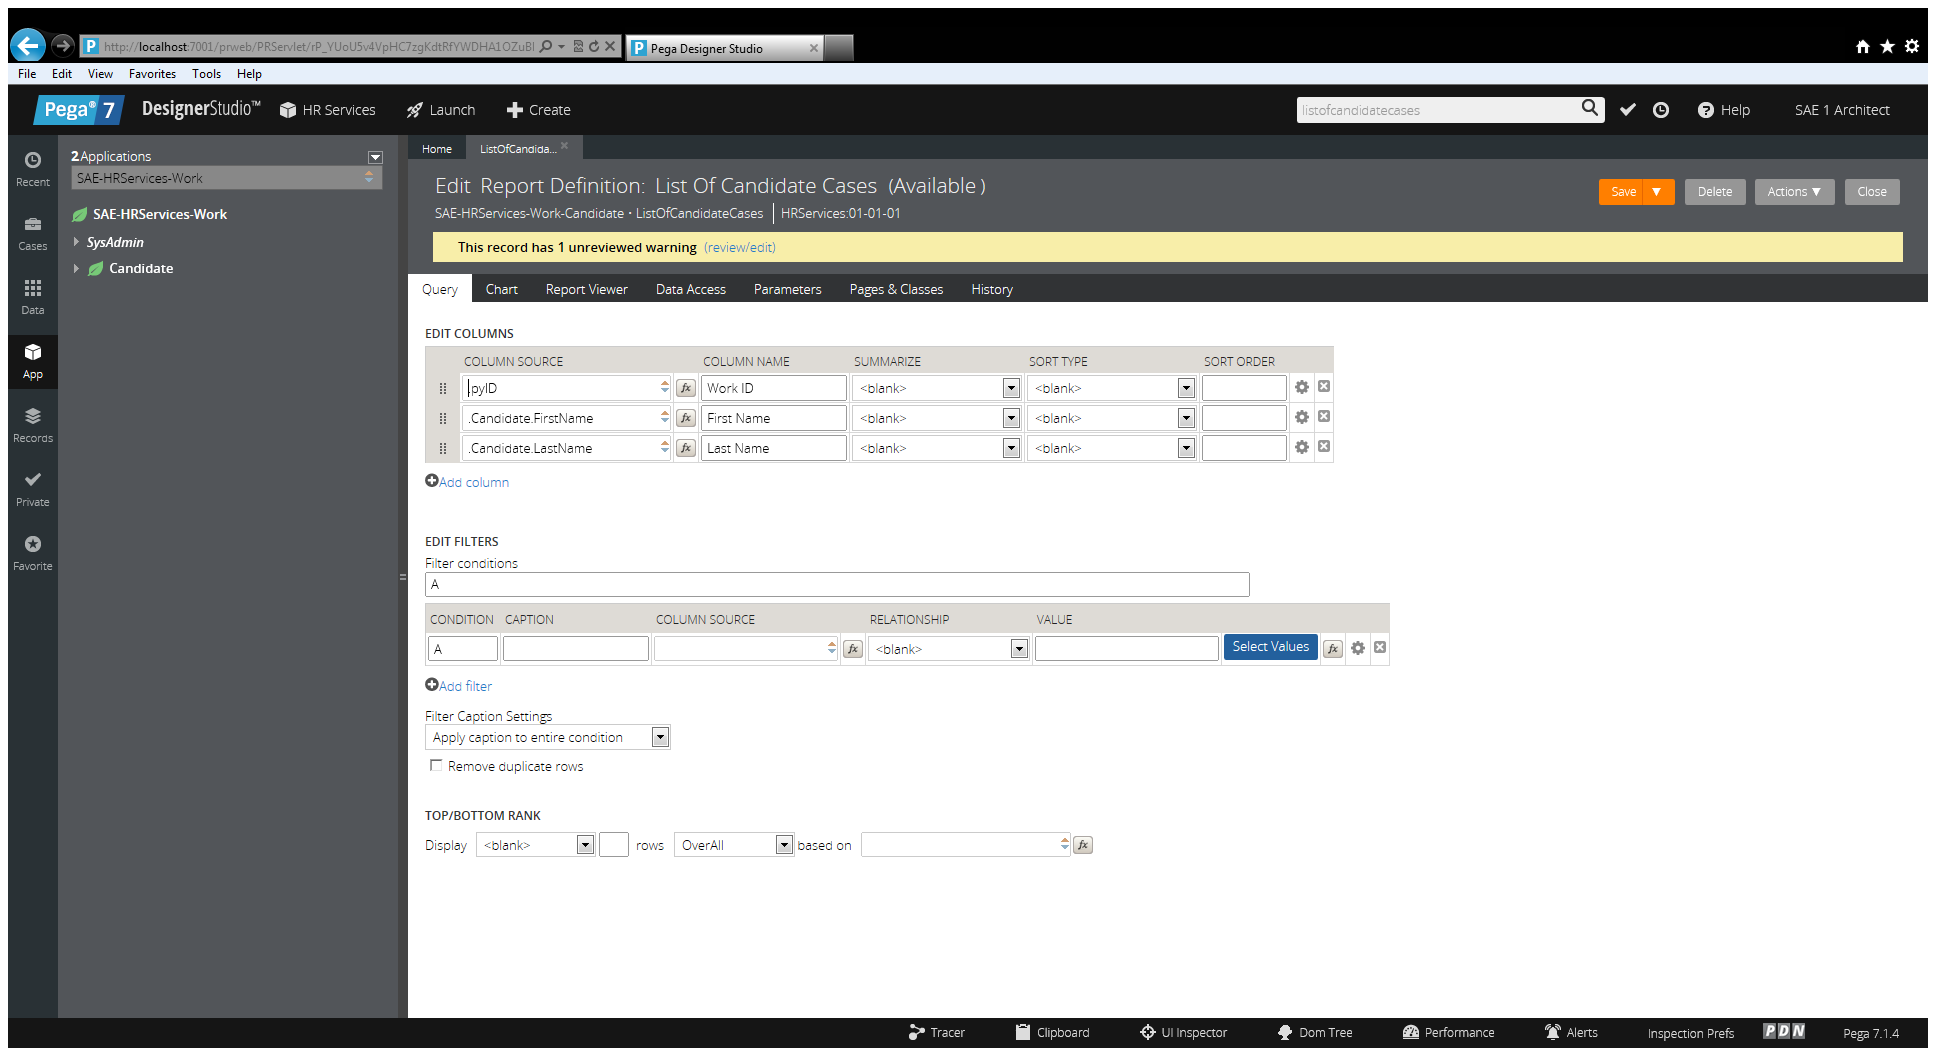 http://localhost:7001/prweb/PRServlet/rP_YUoU5v4VpHC7zgKdtRfYWDHA1OZuBl
P Pega Designer Studio
File Edit View Favorites Tools Help
Pega® 7 DesignerStudio™ HR Services Launch Create
listofcandidatecases
Help SAE 1 Architect
Recent
Cases
Data
App
Records
Private
Favorite
2 Applications
SAE-HRServices-Work
SAE-HRServices-Work
SysAdmin
Candidate
Home ListOfCandida...
Edit Report Definition: List Of Candidate Cases (Available)
SAE-HRServices-Work-Candidate • ListOfCandidateCases HRServices:01-01-01
Save Delete Actions Close
This record has 1 unreviewed warning (review/edit)
Query Chart Report Viewer Data Access Parameters Pages & Classes History
EDIT COLUMNS
COLUMN SOURCE COLUMN NAME SUMMARIZE SORT TYPE SORT ORDER
.pyID fx Work ID <blank> <blank>
.Candidate.FirstName fx First Name <blank> <blank>
.Candidate.LastName fx Last Name <blank> <blank>
Add column
EDIT FILTERS
Filter conditions
A
CONDITION CAPTION COLUMN SOURCE RELATIONSHIP VALUE
A fx <blank> Select Values fx
Add filter
Filter Caption Settings
Apply caption to entire condition
Remove duplicate rows
TOP/BOTTOM RANK
Display <blank> rows OverAll based on fx
Tracer Clipboard UI Inspector Dom Tree Performance Alerts Inspection Prefs PDN Pega 7.1.4